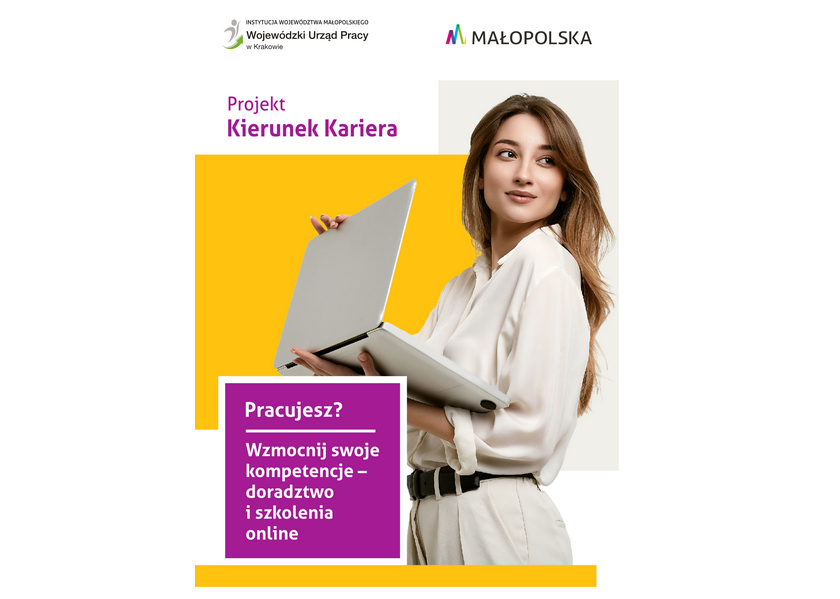 INSTYTUCJA WOJEWÓDZTWA MAŁOPOLSKIEGO
Wojewódzki Urząd Pracy
w Krakowie
MAŁOPOLSKA
Projekt
Kierunek Kariera
Pracujesz?
Wzmocnij swoje
kompetencje –
doradztwo
i szkolenia
online